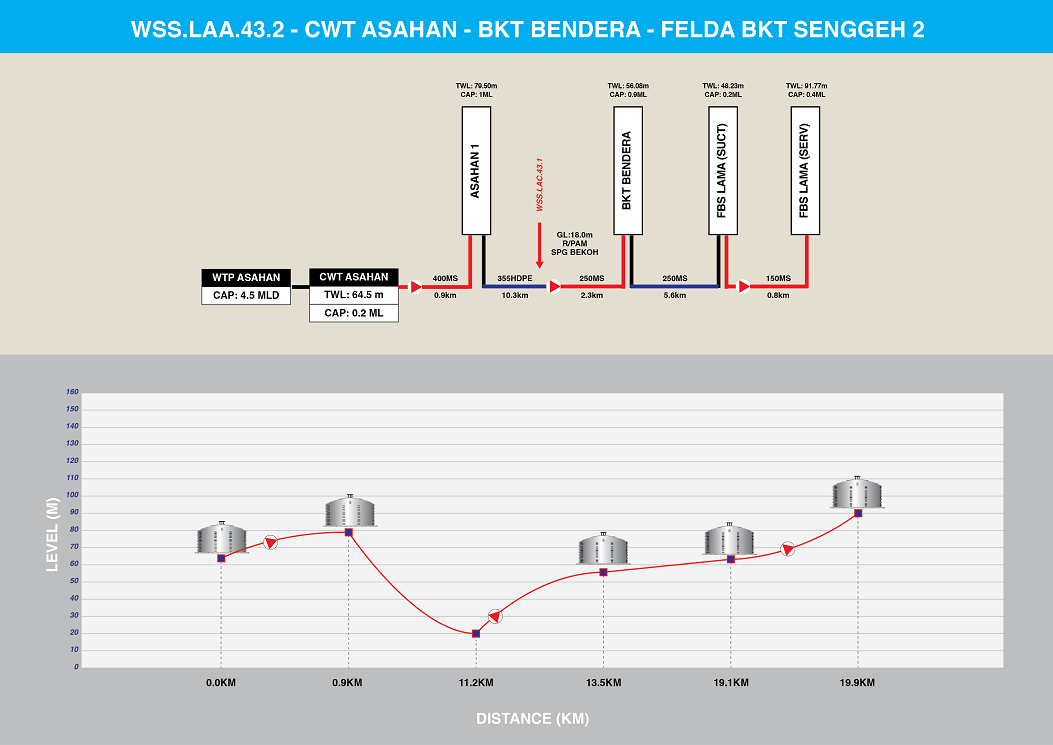 WSS.LAA.43.2 - CWT ASAHAN - BKT BENDERA - FELDA BKT SENGGEH 2
TWL: 79.50m
CAP: 1ML
TWL: 56.08m
CAP: 0.9ML
TWL: 48.23m
CAP: 0.2ML
TWL: 91.77m
CAP: 0.4ML
ASAHAN 1
WSS.LAC.43.1
BKT BENDERA
FBS LAMA (SUCT)
FBS LAMA (SERV)
GL:18.0m
R/PAM
SPG BEKOH
WTP ASAHAN
CAP: 4.5 MLD
CWT ASAHAN
TWL: 64.5 m
CAP: 0.2 ML
400MS
0.9km
355HDPE
10.3km
250MS
2.3km
250MS
5.6km
150MS
0.8km
LEVEL (M)
160
150
140
130
120
110
100
90
80
70
60
50
40
30
20
10
0
0.0KM
0.9KM
11.2KM
13.5KM
19.1KM
19.9KM
DISTANCE (KM)